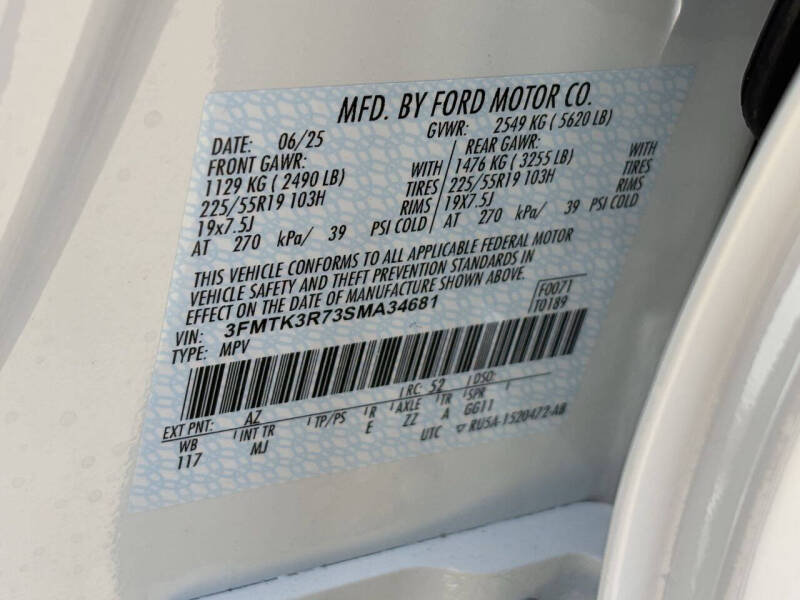 MFD. BY FORD MOTOR CO.
DATE: 06/25 GVWR: 2549 KG ( 5620 LB)
FRONT GAWR: REAR GAWR:
1129 KG ( 2490 LB) WITH 1476 KG ( 3255 LB) WITH
225/55R19 103H TIRES 225/55R19 103H TIRES
19x7.5J RIMS 19X7.5J RIMS
AT 270 kPa/ 39 PSI COLD AT 270 kPa/ 39 PSI COLD
THIS VEHICLE CONFORMS TO ALL APPLICABLE FEDERAL MOTOR
VEHICLE SAFETY AND THEFT PREVENTION STANDARDS IN
EFFECT ON THE DATE OF MANUFACTURE SHOWN ABOVE.
VIN: 3FMTK3R73SMA34681 F0071
TYPE: MPV T0189
EXT PNT: AZ RC: 52 DSO:
WB INT TR TP/PS R AXLE TR SPR
117 MJ E ZZ A GG11
UTC ▽ RU5A-1520472-AB